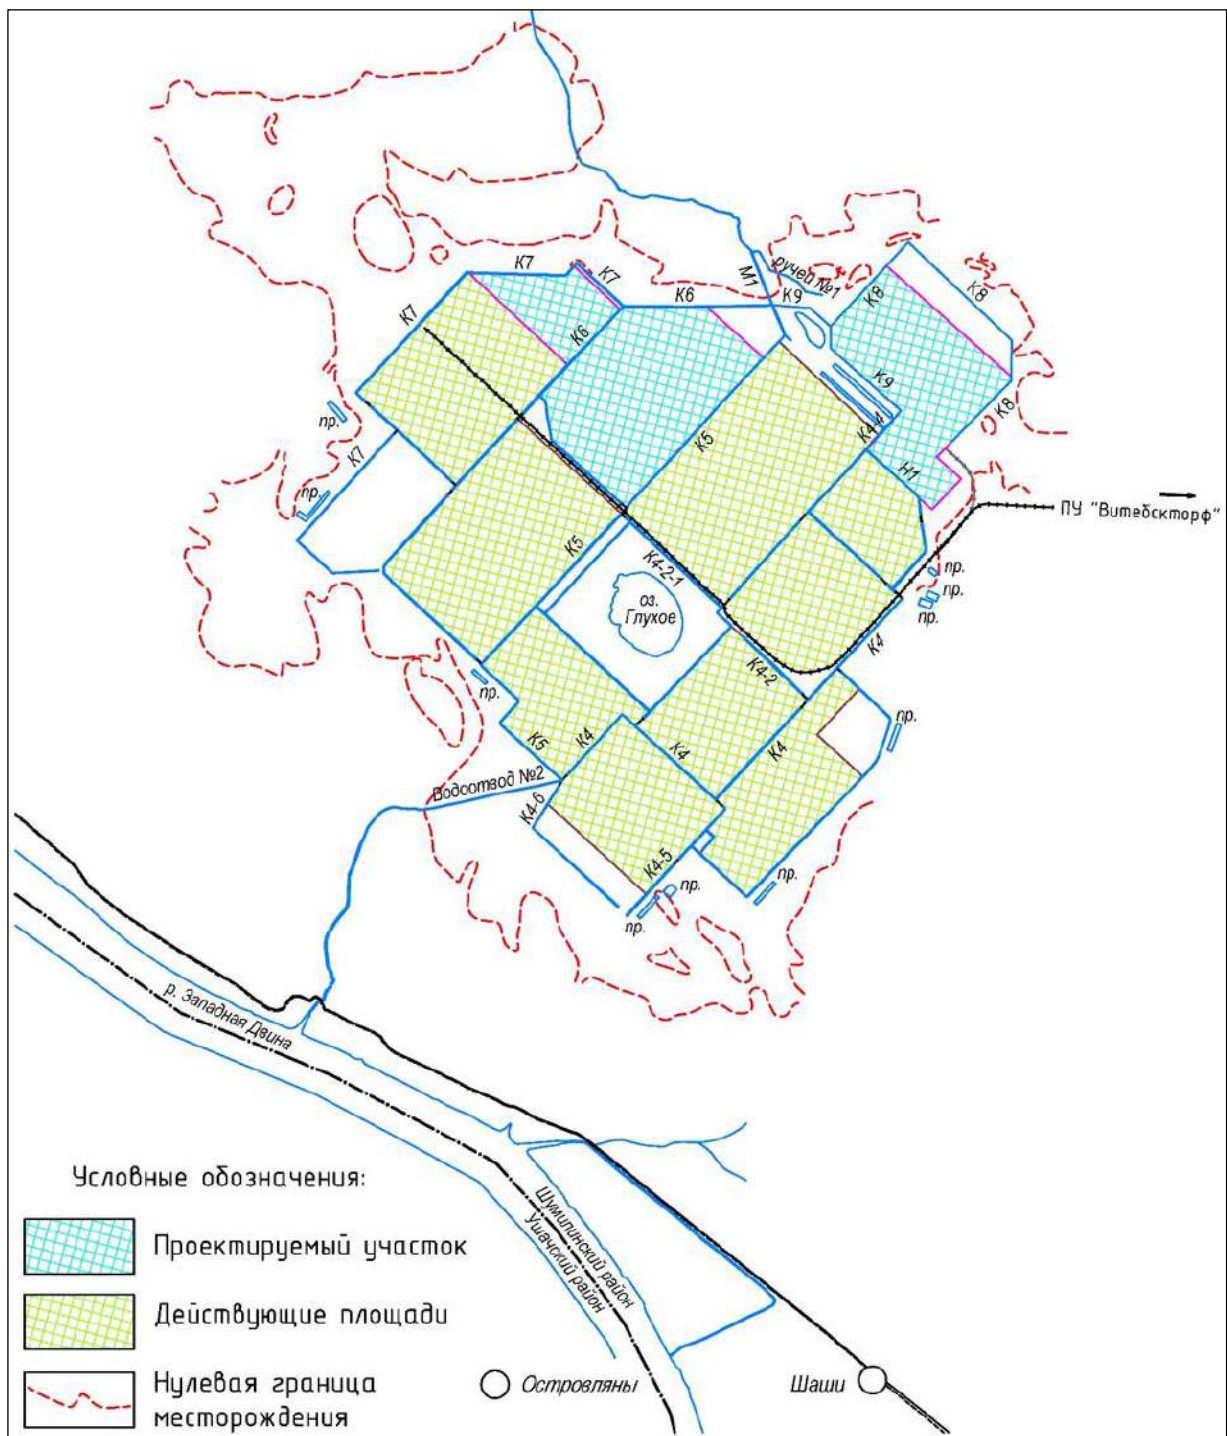 ручей №1
М1
К7
К7
К6
К9
К8
К8
К7
К6
К9
К8
К5
К4-4
Н1
пр.
К7
пр.
ПУ "Витебскторф"
К5
К4-2-1
оз.
Глухое
пр.
пр.
пр.
К4
К4-2
пр.
К5
К4
К4
К4
пр.
Водоотвод №2
К4-6
К4-5
пр.
пр.
пр.
р. Западная Двина
Шумилинский район
Ушачский район
Условные обозначения:
Проектируемый участок
Действующие площади
Нулевая граница
месторождения
Островляны
Шаши